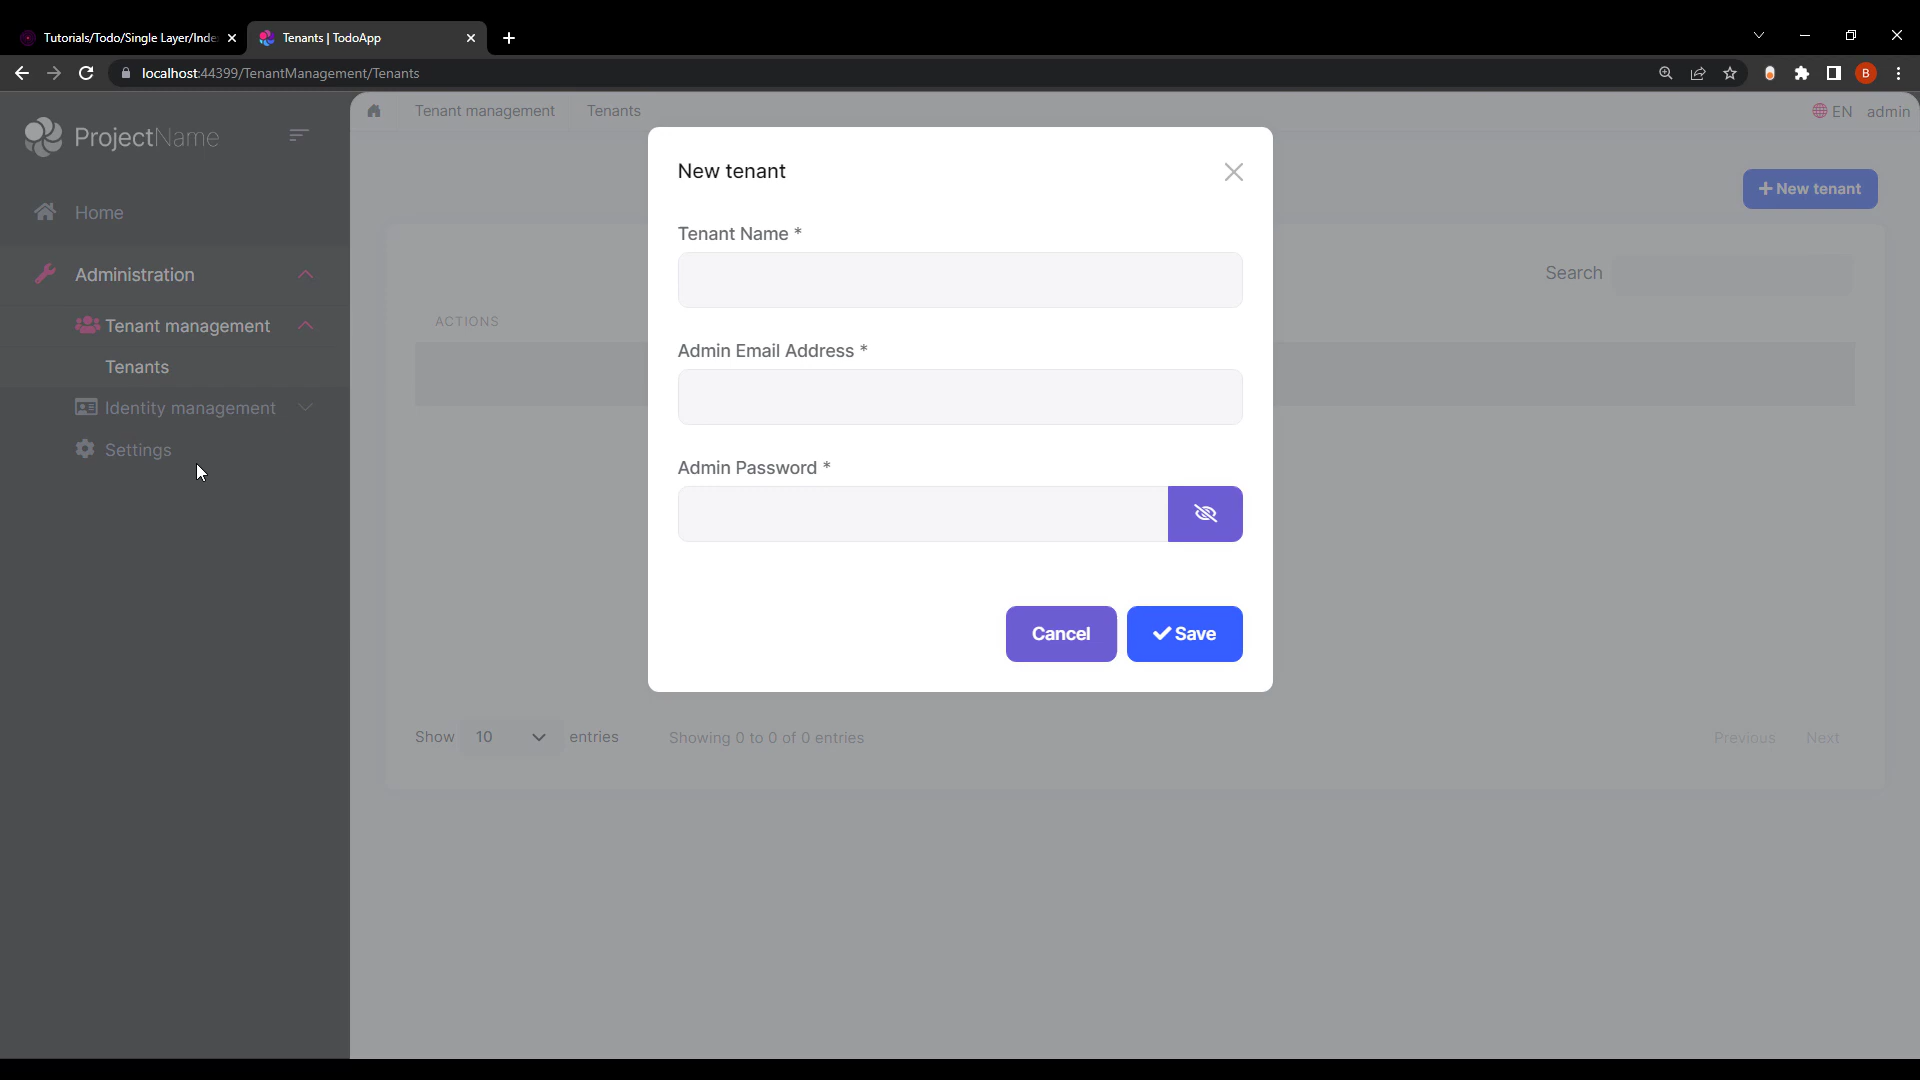 Tutorials/Todo/Single Layer/Inde
Tenants | TodoApp
localhost:44399/TenantManagement/Tenants
B
ProjectName
Tenant management
Tenants
EN
admin
New tenant
+ New tenant
Home
Tenant Name *
Administration
Search
ACTIONS
Tenant management
Admin Email Address *
Tenants
Identity management
Settings
Admin Password *
Cancel
Save
Show 10 entries
Showing 0 to 0 of 0 entries
Previous
Next